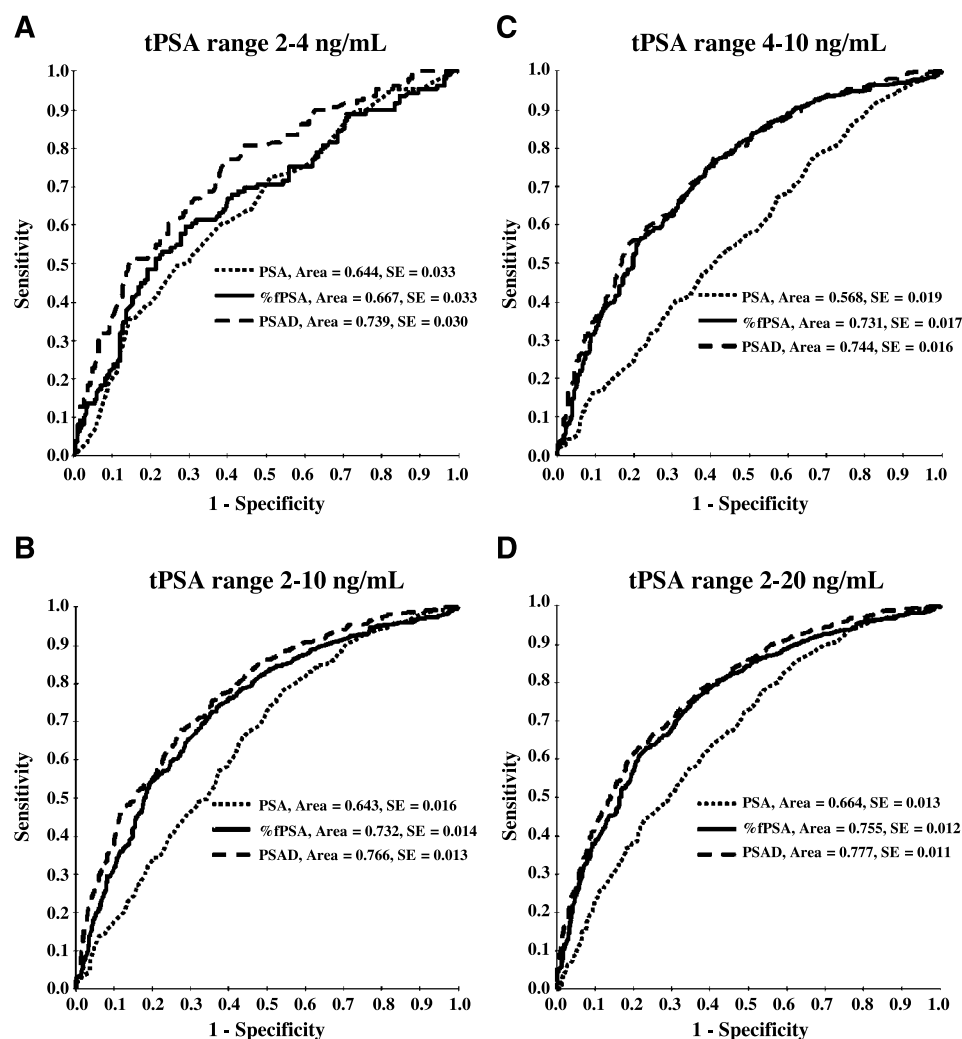 A
tPSA range 2-4 ng/mL
1.0
0.9
0.8
0.7
0.6
0.5
0.4
0.3
0.2
0.1
0.0
Sensitivity
PSA, Area = 0.644, SE = 0.033
%fPSA, Area = 0.667, SE = 0.033
PSAD, Area = 0.739, SE = 0.030
0.0 0.1 0.2 0.3 0.4 0.5 0.6 0.7 0.8 0.9 1.0
1 - Specificity
C
tPSA range 4-10 ng/mL
1.0
0.9
0.8
0.7
0.6
0.5
0.4
0.3
0.2
0.1
0.0
Sensitivity
PSA, Area = 0.568, SE = 0.019
%fPSA, Area = 0.731, SE = 0.017
PSAD, Area = 0.744, SE = 0.016
0.0 0.1 0.2 0.3 0.4 0.5 0.6 0.7 0.8 0.9 1.0
1 - Specificity
B
tPSA range 2-10 ng/mL
1.0
0.9
0.8
0.7
0.6
0.5
0.4
0.3
0.2
0.1
0.0
Sensitivity
PSA, Area = 0.643, SE = 0.016
%fPSA, Area = 0.732, SE = 0.014
PSAD, Area = 0.766, SE = 0.013
0.0 0.1 0.2 0.3 0.4 0.5 0.6 0.7 0.8 0.9 1.0
1 - Specificity
D
tPSA range 2-20 ng/mL
1.0
0.9
0.8
0.7
0.6
0.5
0.4
0.3
0.2
0.1
0.0
Sensitivity
PSA, Area = 0.664, SE = 0.013
%fPSA, Area = 0.755, SE = 0.012
PSAD, Area = 0.777, SE = 0.011
0.0 0.1 0.2 0.3 0.4 0.5 0.6 0.7 0.8 0.9 1.0
1 - Specificity